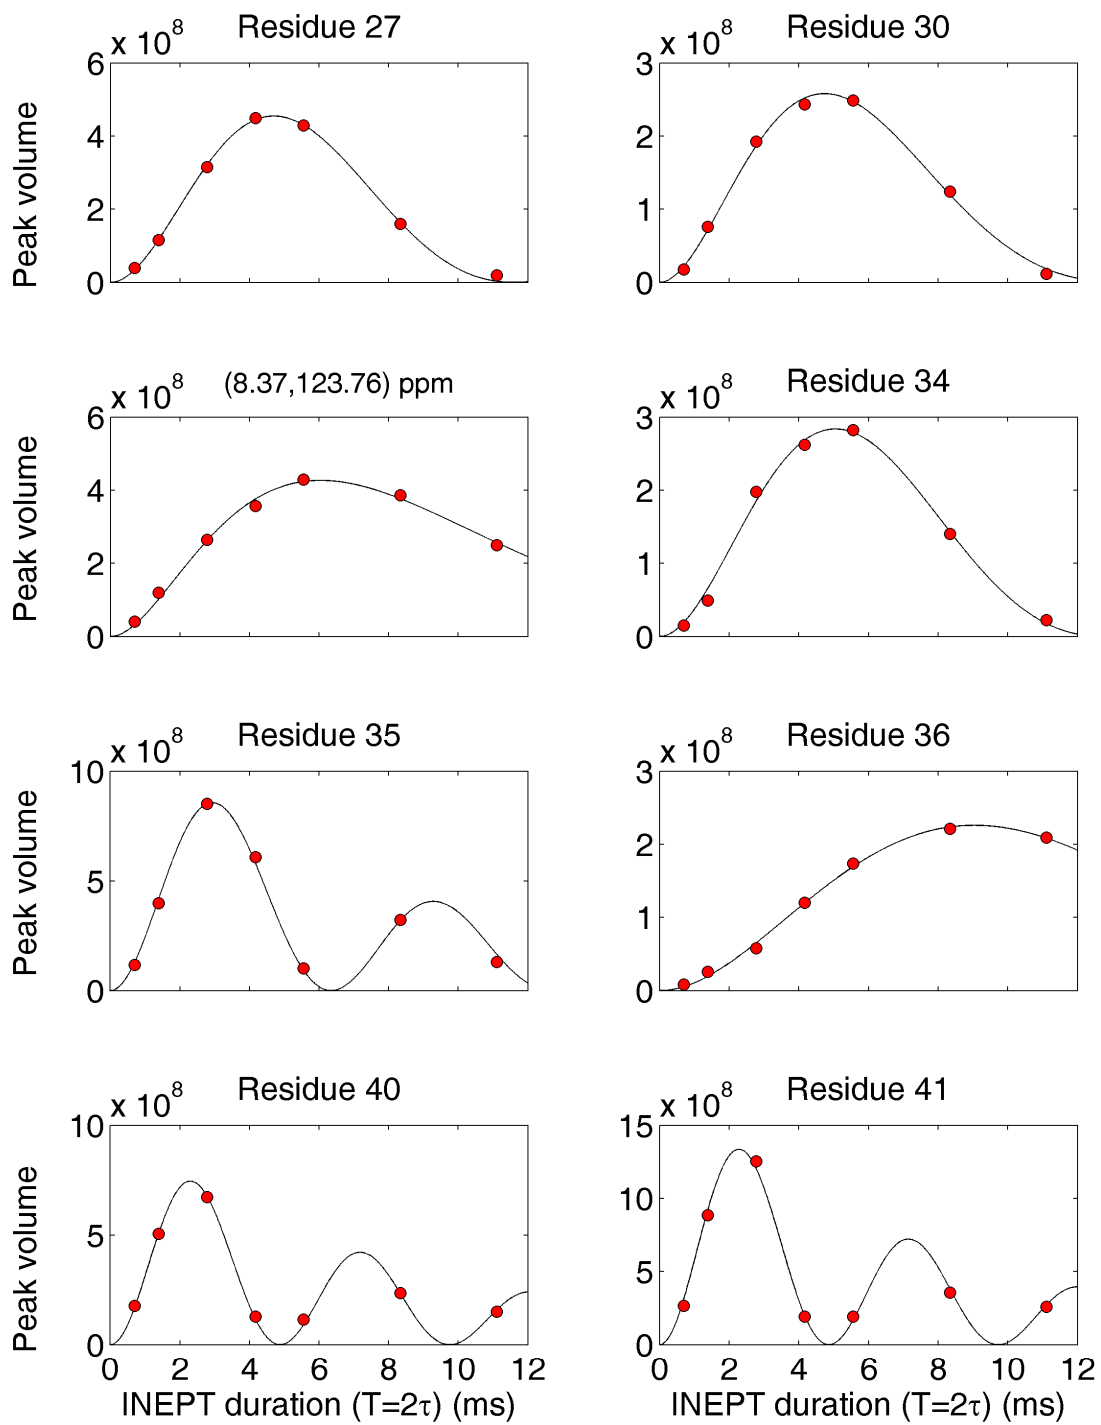 Residue 27
Residue 30
x 10^8
x 10^8
Peak volume
6
4
2
0
3
2
1
0
(8.37,123.76) ppm
Residue 34
x 10^8
x 10^8
Peak volume
6
4
2
0
3
2
1
0
Residue 35
Residue 36
x 10^8
x 10^8
Peak volume
10
5
0
3
2
1
0
Residue 40
Residue 41
x 10^8
x 10^8
Peak volume
10
5
0
15
10
5
0
0 2 4 6 8 10 12
0 2 4 6 8 10 12
INEPT duration (T=2τ) (ms)
INEPT duration (T=2τ) (ms)